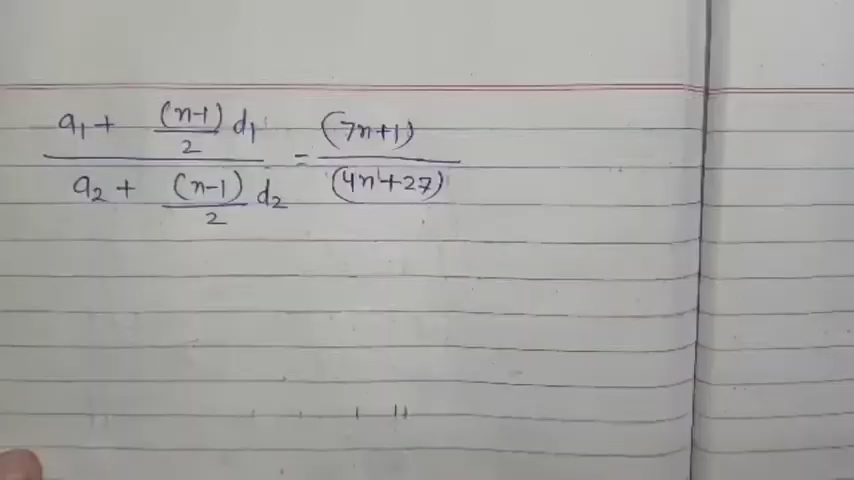 a₁ + (n-1)/2 d₁ / a₂ + (n-1)/2 d₂ = (7n+1) / (4n+27)